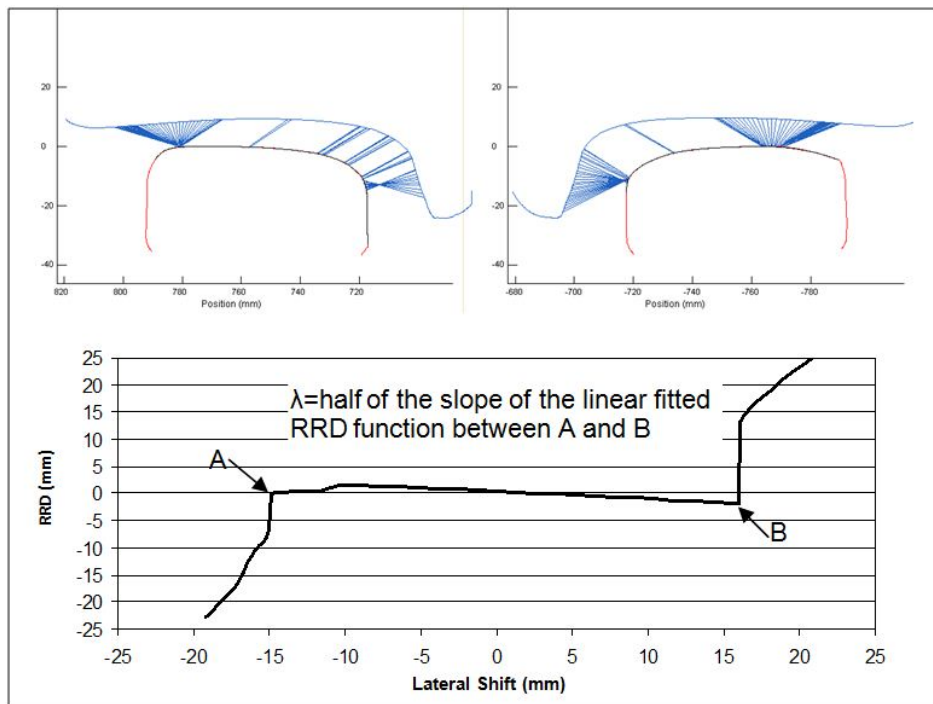 20
0
-20
-40
820 800 780 760 740 720
Position (mm)
20
0
-20
-40
-680 -700 -720 -740 -760 -780
Position (mm)
λ=half of the slope of the linear fitted
RRD function between A and B
A
B
25
20
15
10
5
0
-5
-10
-15
-20
-25
RRD (mm)
-25 -20 -15 -10 -5 0 5 10 15 20 25
Lateral Shift (mm)